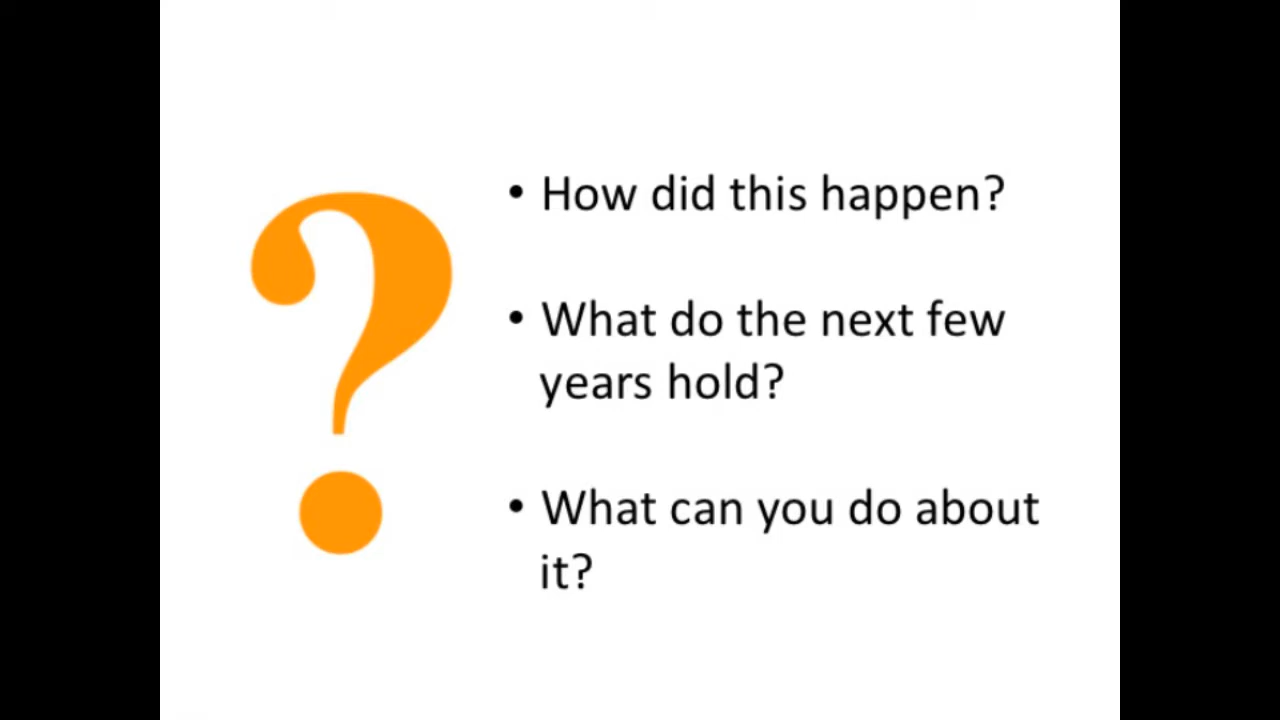 ?
• How did this happen?
• What do the next few
years hold?
• What can you do about
it?